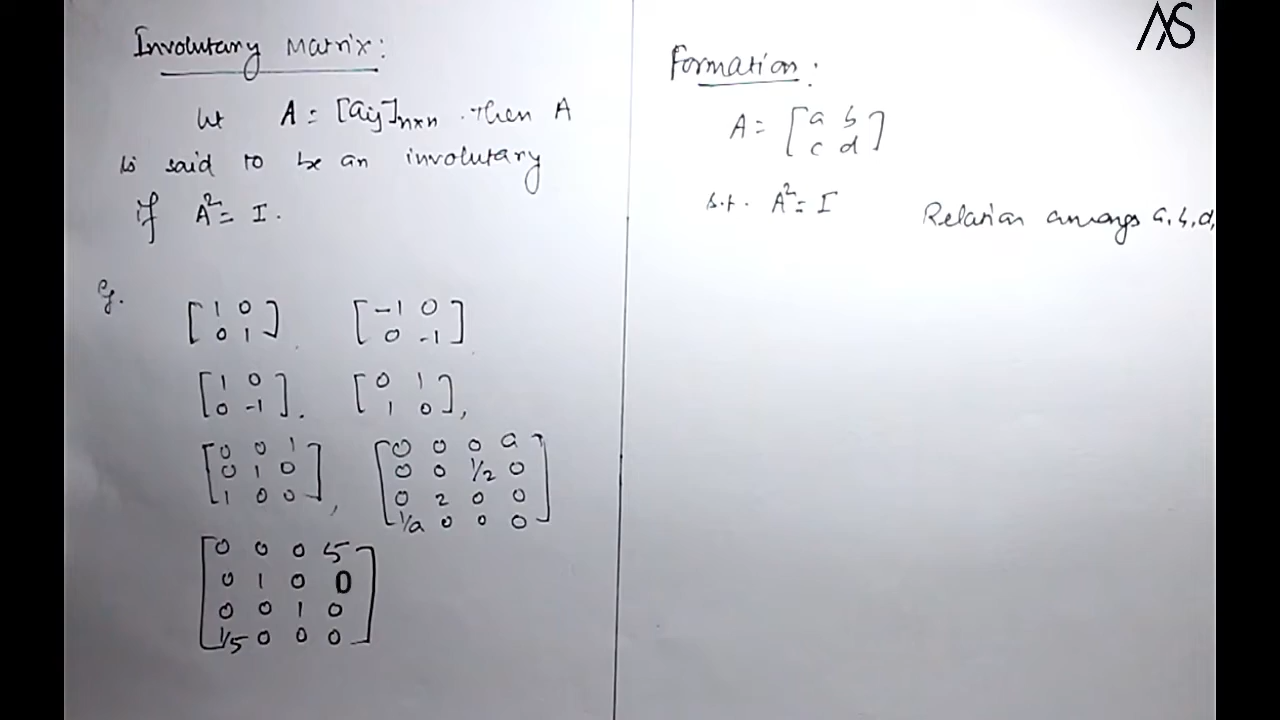 Involutary Matrix:
Let A = [aij]n×n. Then A
is said to be an involutary
if A² = I.
eg.
[1 0
0 1],
[-1 0
0 -1]
[1 0
0 -1],
[0 1
1 0],
[0 0 1
0 1 0
1 0 0],
[0 0 0 a
0 0 1/2 0
0 2 0 0
1/a 0 0 0]
[0 0 0 5
0 1 0 0
0 0 1 0
1/5 0 0 0]
Formation:
A = [a b
c d]
s.t. A² = I
Relation amongs a, b, d,
AS